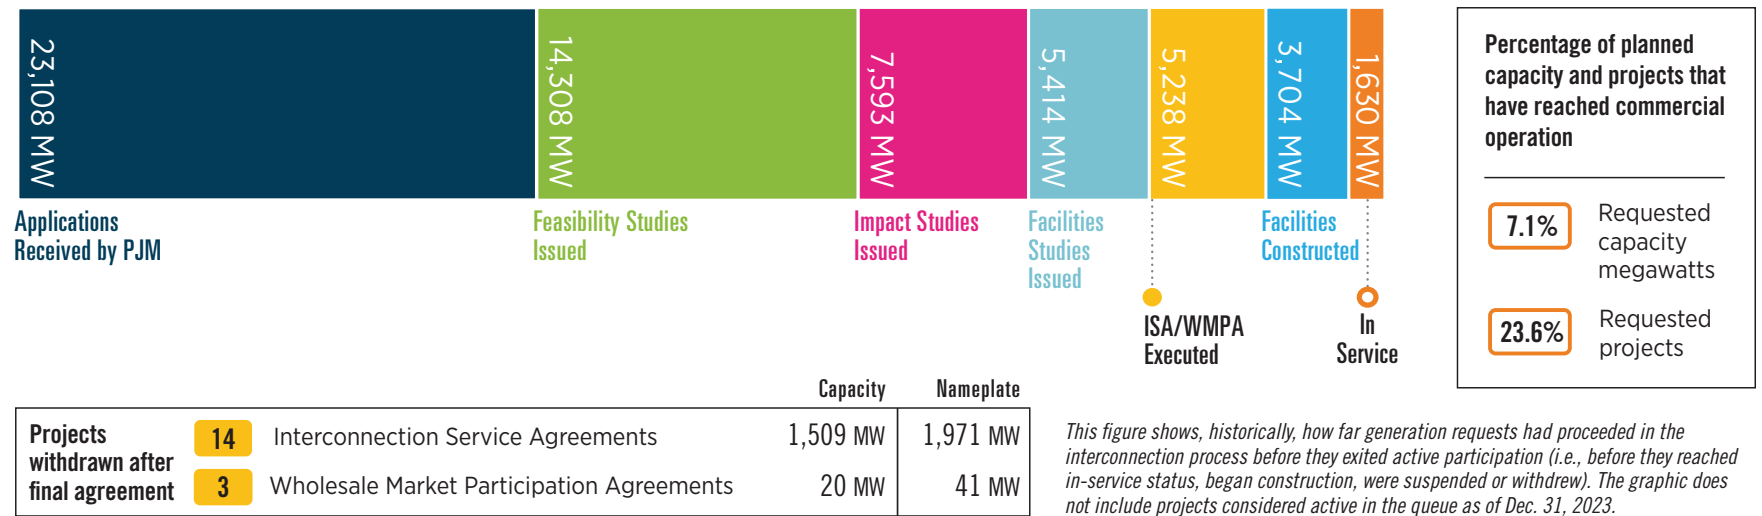 23,108 MW
14,308 MW
7,593 MW
5,414 MW
5,238 MW
3,704 MW
1,630 MW
Applications
Received by PJM
Feasibility Studies
Issued
Impact Studies
Issued
Facilities
Studies
Issued
Facilities
Constructed
ISA/WMPA
Executed
In
Service
Percentage of planned
capacity and projects that
have reached commercial
operation
7.1%
Requested
capacity
megawatts
23.6%
Requested
projects
Capacity Nameplate
Projects
withdrawn after
final agreement
14 Interconnection Service Agreements 1,509 MW 1,971 MW
3 Wholesale Market Participation Agreements 20 MW 41 MW
This figure shows, historically, how far generation requests had proceeded in the
interconnection process before they exited active participation (i.e., before they reached
in-service status, began construction, were suspended or withdrew). The graphic does
not include projects considered active in the queue as of Dec. 31, 2023.